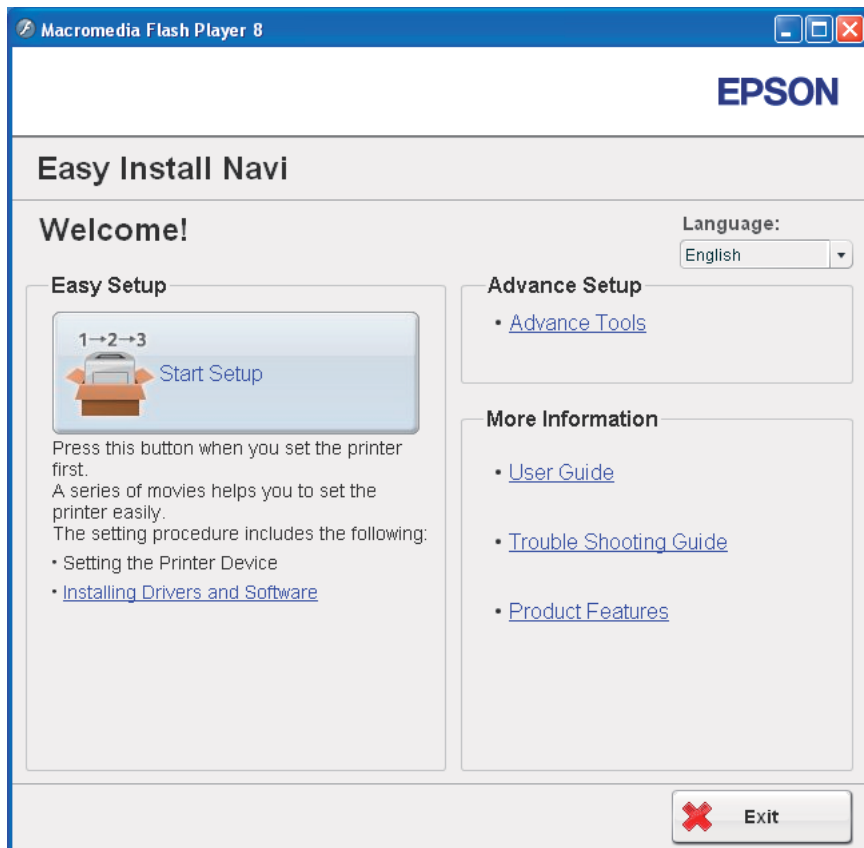 Macromedia Flash Player 8
EPSON
Easy Install Navi
Welcome!
Language:
English
Easy Setup
1→2→3
Start Setup
Press this button when you set the printer
first.
A series of movies helps you to set the
printer easily.
The setting procedure includes the following:
• Setting the Printer Device
• Installing Drivers and Software
Advance Setup
• Advance Tools
More Information
• User Guide
• Trouble Shooting Guide
• Product Features
Exit